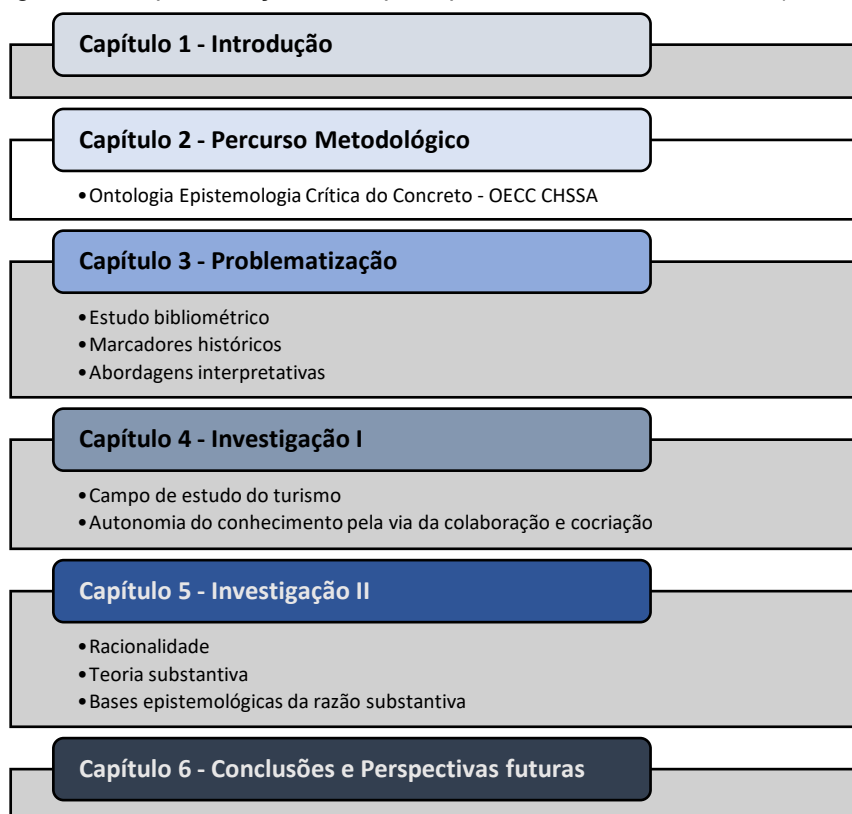 Capítulo 1 - Introdução
Capítulo 2 - Percurso Metodológico
•Ontologia Epistemologia Crítica do Concreto - OECC CHSSA
Capítulo 3 - Problematização
•Estudo bibliométrico
•Marcadores históricos
•Abordagens interpretativas
Capítulo 4 - Investigação I
•Campo de estudo do turismo
•Autonomia do conhecimento pela via da colaboração e cocriação
Capítulo 5 - Investigação II
•Racionalidade
•Teoria substantiva
•Bases epistemológicas da razão substantiva
Capítulo 6 - Conclusões e Perspectivas futuras